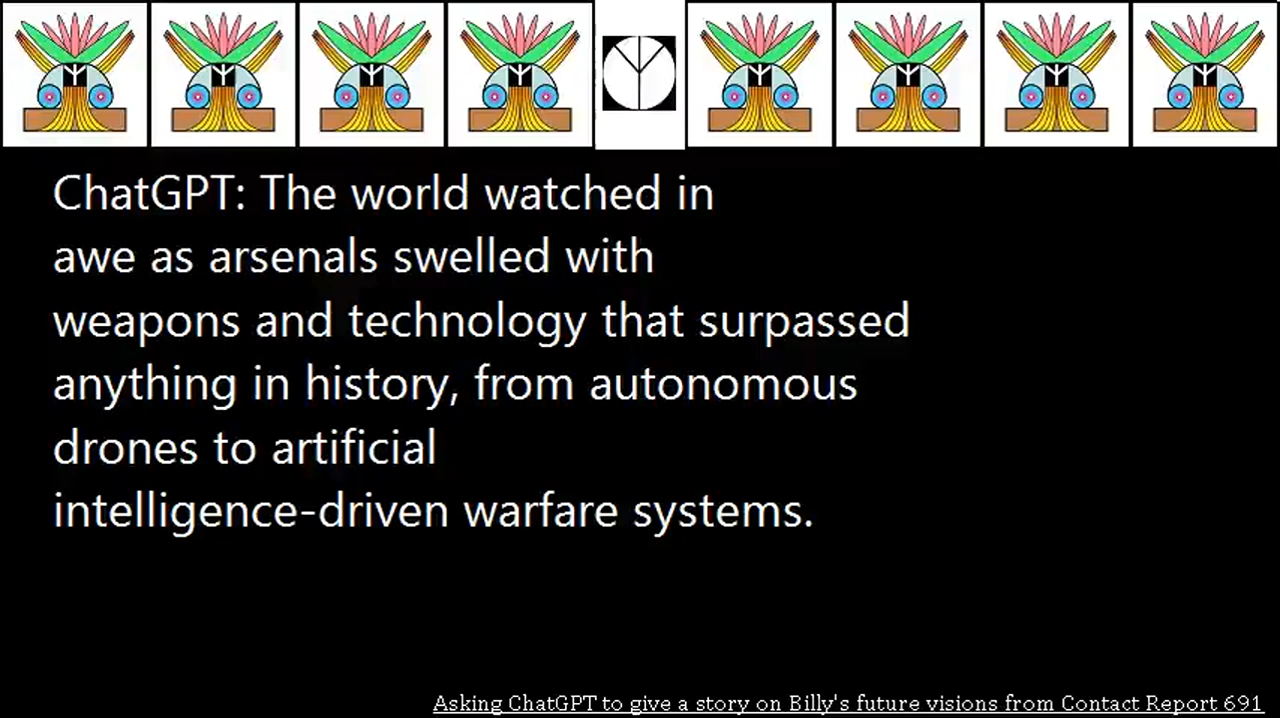 ChatGPT: The world watched in
awe as arsenals swelled with
weapons and technology that surpassed
anything in history, from autonomous
drones to artificial
intelligence-driven warfare systems.
Asking ChatGPT to give a story on Billy's future visions from Contact Report 691